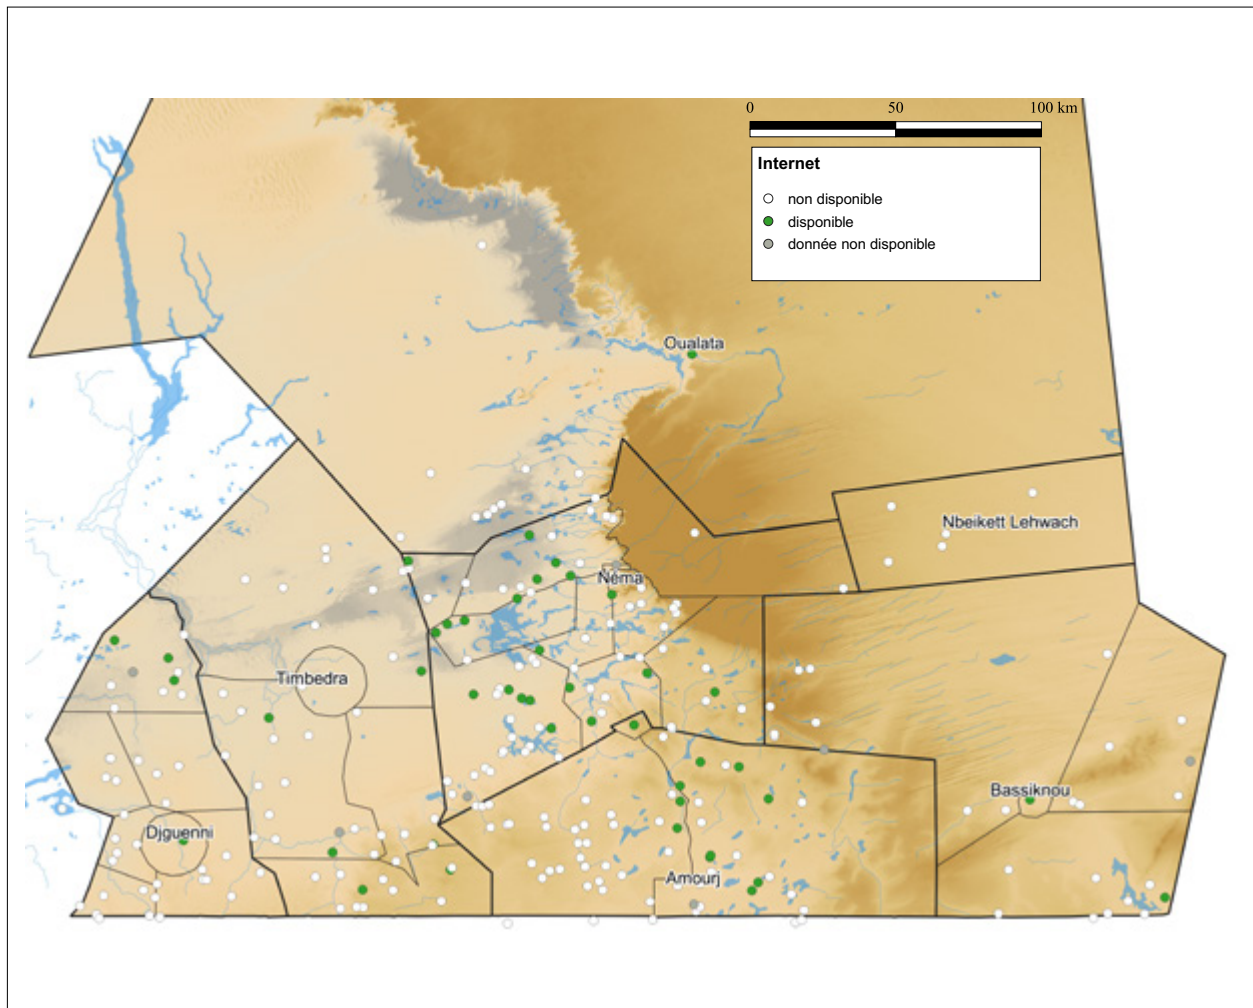 0 50 100 km
Internet
non disponible
disponible
donnée non disponible
Oualata
Nbeikett Lehwach
Néma
Timbedra
Bassiknou
Djguenni
Amourj